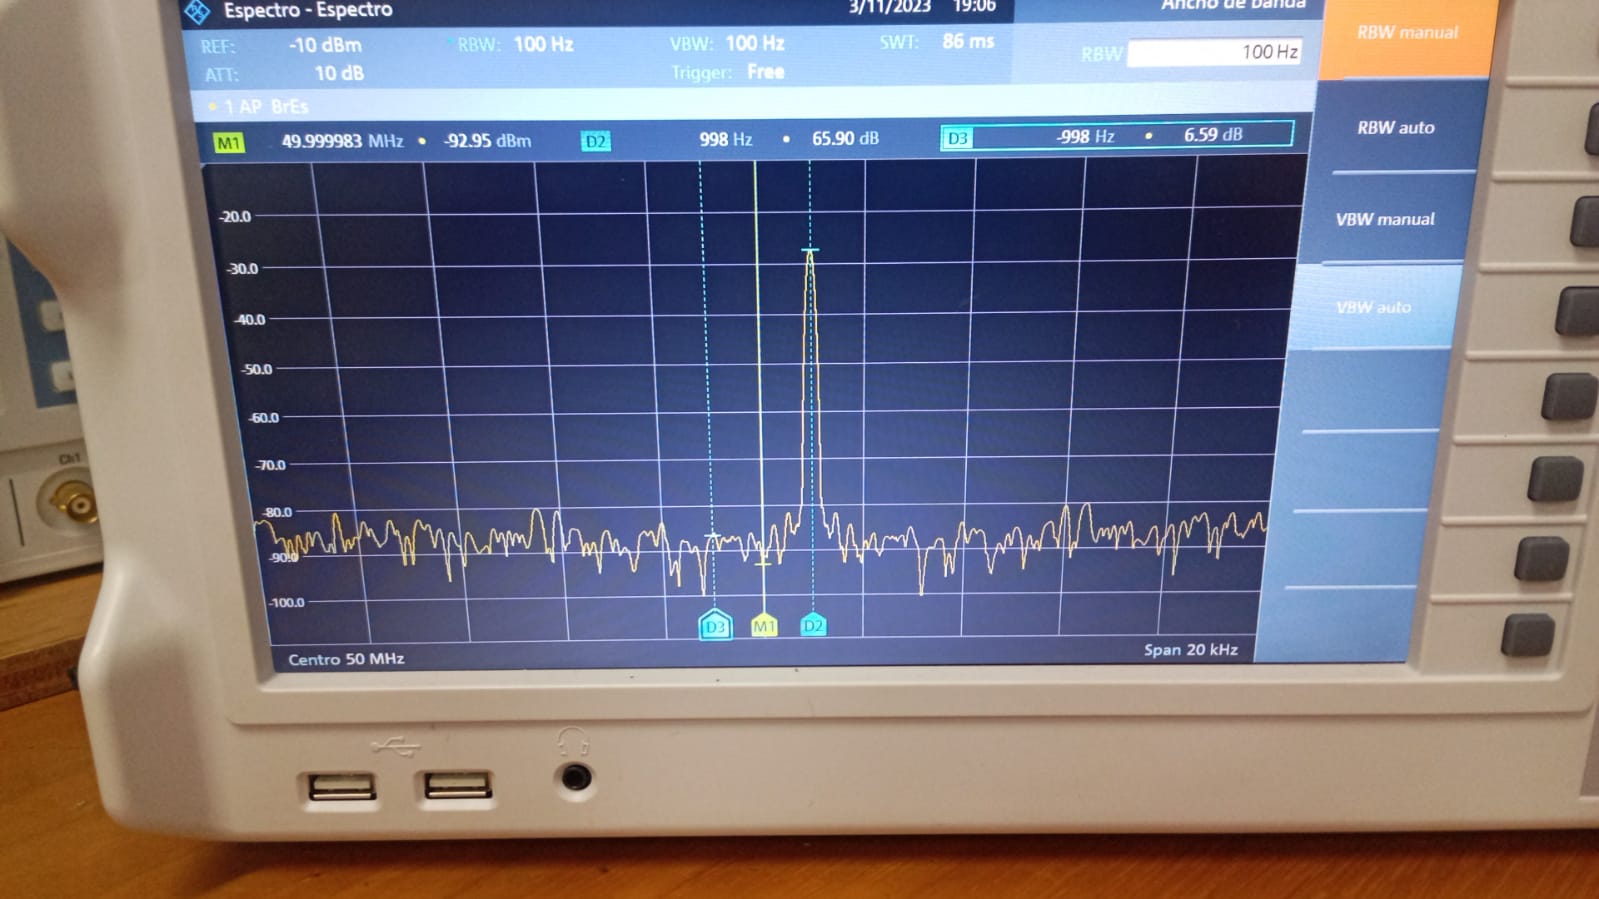 Espectro - Espectro 3/11/2023 19:06 Ancho de banda
REF: -10 dBm RBW: 100 Hz VBW: 100 Hz SWT: 86 ms RBW 100 Hz
ATT: 10 dB Trigger: Free
1 AP BrEs
M1 49.999983 MHz • -92.95 dBm D2 998 Hz • 65.90 dB D3 -998 Hz • 6.59 dB
RBW manual
RBW auto
VBW manual
VBW auto
-20.0
-30.0
-40.0
-50.0
-60.0
-70.0
-80.0
-90.0
-100.0
D3 M1 D2
Centro 50 MHz Span 20 kHz
Ch1